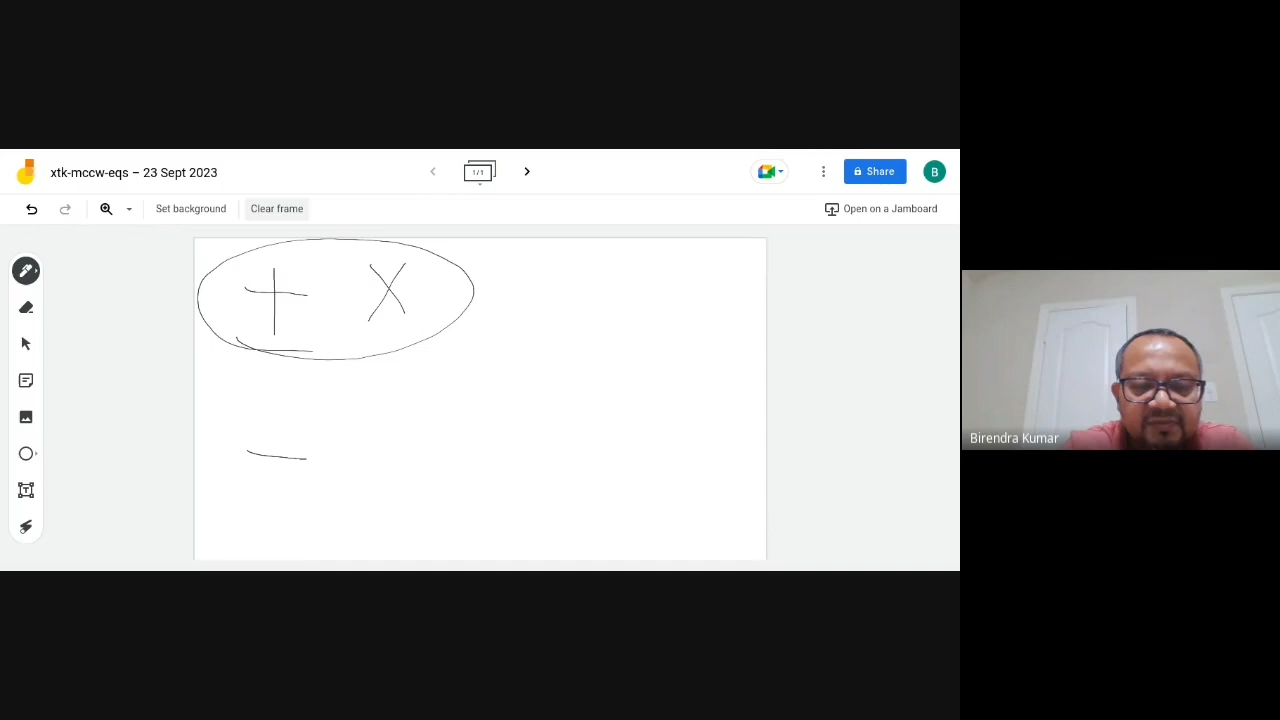 xtk-mccw-eqs – 23 Sept 2023
1/1
Share
B
Set background
Clear frame
Open on a Jamboard
+ X
—
T
Birendra Kumar